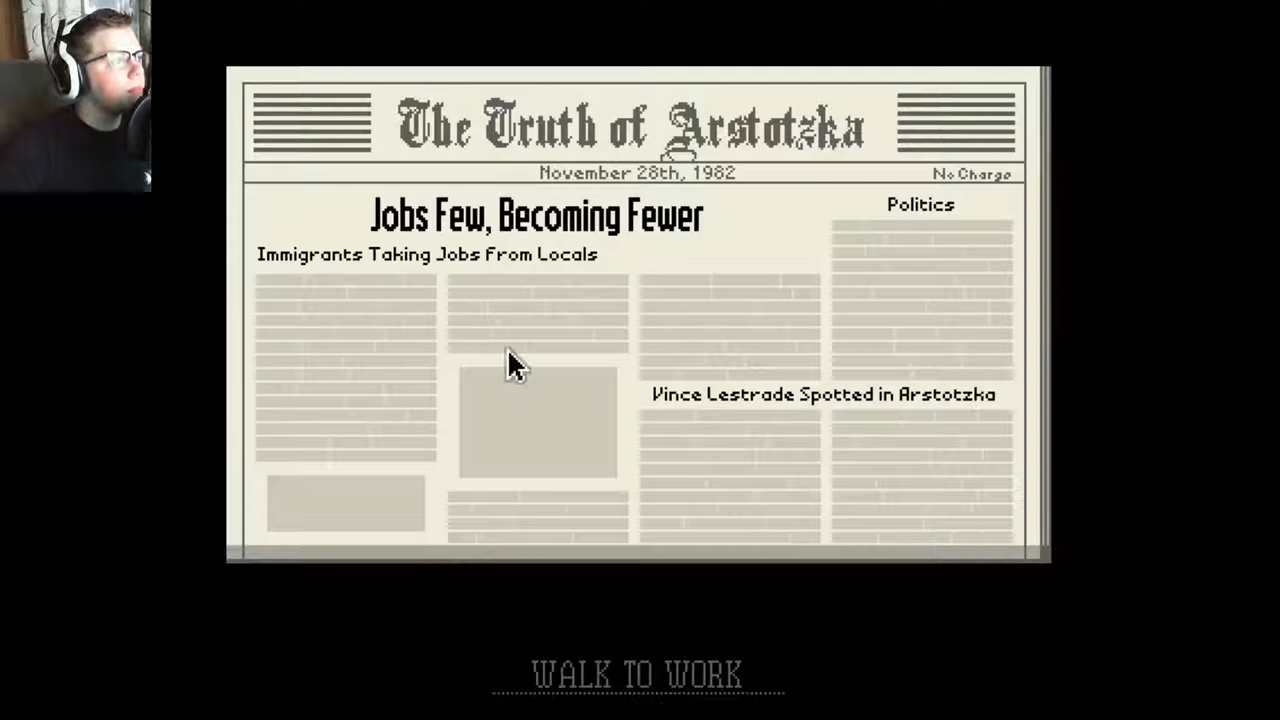 The Truth of Arstotzka
November 28th, 1982
No Charge
Jobs Few, Becoming Fewer
Immigrants Taking Jobs From Locals
Politics
Vince Lestrade Spotted in Arstotzka
WALK TO WORK